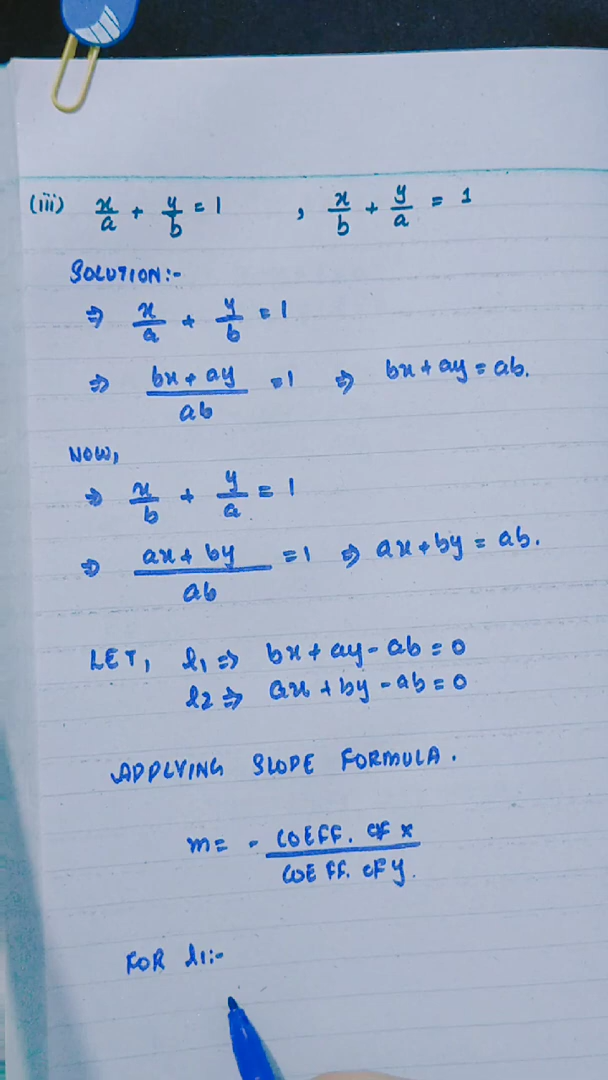 (iii) x/a + y/b = 1 , x/b + y/a = 1
SOLUTION:-
⇒ x/a + y/b = 1
⇒ bx + ay/ab = 1 ⇒ bx + ay = ab.
NOW,
⇒ x/b + y/a = 1
⇒ ax + by/ab = 1 ⇒ ax + by = ab.
LET, l1 ⇒ bx + ay - ab = 0
l2 ⇒ ax + by - ab = 0
APPLYING SLOPE FORMULA.
m = - COEFF. OF x/COEFF. OF y.
FOR l1:-